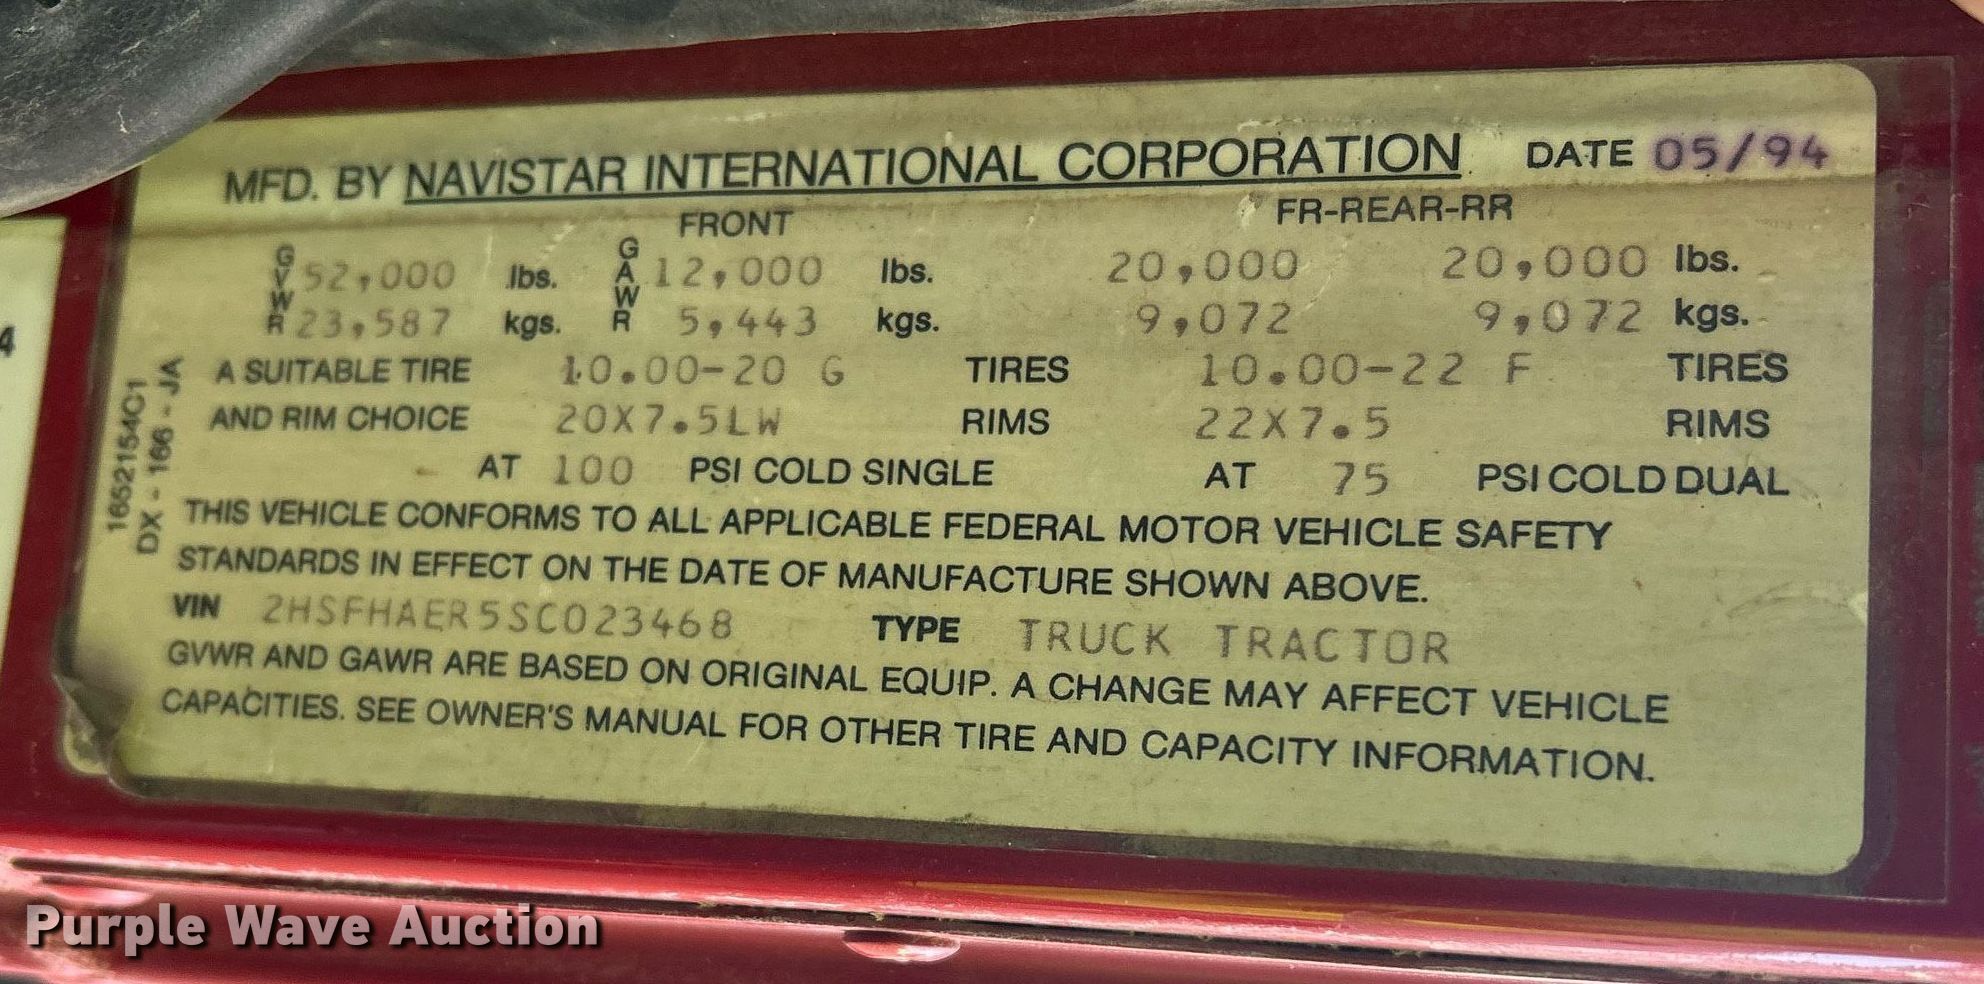 MFD. BY NAVISTAR INTERNATIONAL CORPORATION DATE 05/94
FRONT FR-REAR-RR
GVWR 52,000 lbs. GAWR 12,000 lbs. 20,000 20,000 lbs.
23,587 kgs. 5,443 kgs. 9,072 9,072 kgs.
A SUITABLE TIRE 10.00-20 G TIRES 10.00-22 F TIRES
AND RIM CHOICE 20X7.5LW RIMS 22X7.5 RIMS
AT 100 PSI COLD SINGLE AT 75 PSI COLD DUAL
THIS VEHICLE CONFORMS TO ALL APPLICABLE FEDERAL MOTOR VEHICLE SAFETY
STANDARDS IN EFFECT ON THE DATE OF MANUFACTURE SHOWN ABOVE.
VIN 2HSFHAER5SC023468 TYPE TRUCK TRACTOR
GVWR AND GAWR ARE BASED ON ORIGINAL EQUIP. A CHANGE MAY AFFECT VEHICLE
CAPACITIES. SEE OWNER'S MANUAL FOR OTHER TIRE AND CAPACITY INFORMATION.
1652154C1
DX - 166 - JA
4
Purple Wave Auction